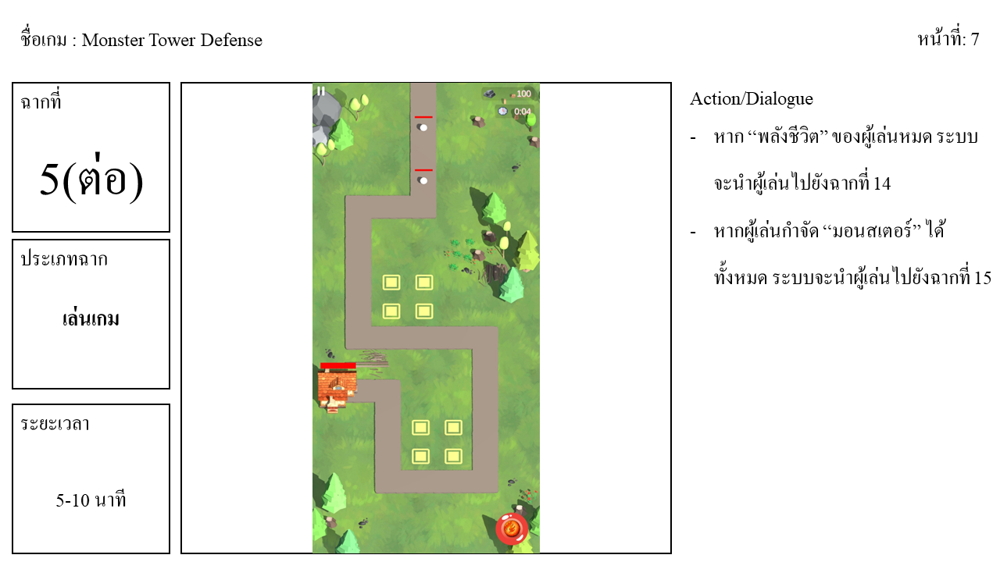 ชื่อเกม : Monster Tower Defense
หน้าที่: 7
ฉากที่
5(ต่อ)
ประเภทฉาก
เล่นเกม
ระยะเวลา
5-10 นาที
100
0:04
Action/Dialogue
- หาก “พลังชีวิต” ของผู้เล่นหมด ระบบ
จะนำผู้เล่นไปยังฉากที่ 14
- หากผู้เล่นกำจัด “มอนสเตอร์” ได้
ทั้งหมด ระบบจะนำผู้เล่นไปยังฉากที่ 15